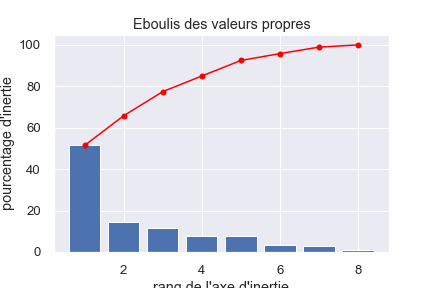 Eboulis des valeurs propres
100
80
60
40
20
0
pourcentage d'inertie
2 4 6 8
rang de l'axe d'inertie